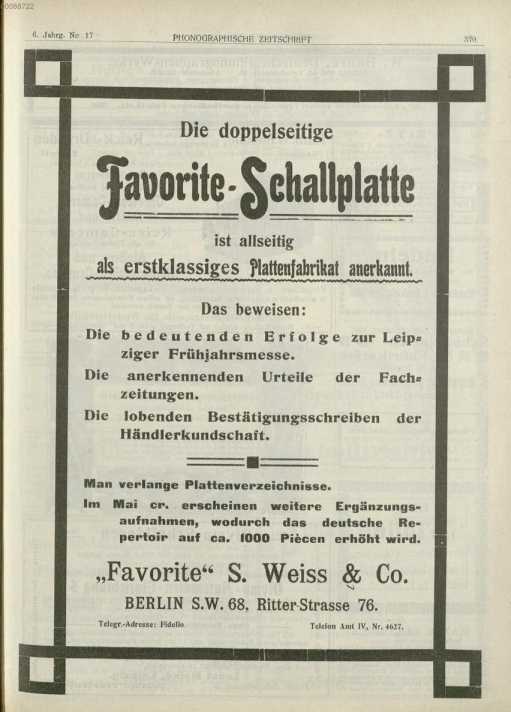 00086722
6. Jahrg. Nr 17
PHONOGRAPHISCHE ZEITSCHRIFT
379
Die doppelseitige
Favorite-Schallplatte
ist allseitig
als erstklassiges Plattenfabrikat anerkannt.
Das beweisen:
Die bedeutenden Erfolge zur Leip-
ziger Frühjahrsmesse.
Die anerkennenden Urteile der Fach-
zeitungen.
Die lobenden Bestätigungsschreiben der
Händlerkundschaft.
Man verlange Plattenverzeichnisse.
Im Mai cr. erscheinen weitere Ergänzungs-
aufnahmen, wodurch das deutsche Re-
pertoir auf ca. 1000 Piècen erhöht wird.
„Favorite“ S. Weiss & Co.
BERLIN S.W. 68, Ritter-Strasse 76.
Telegr.-Adresse: Fidelio.
Telefon Amt IV, Nr. 4627.